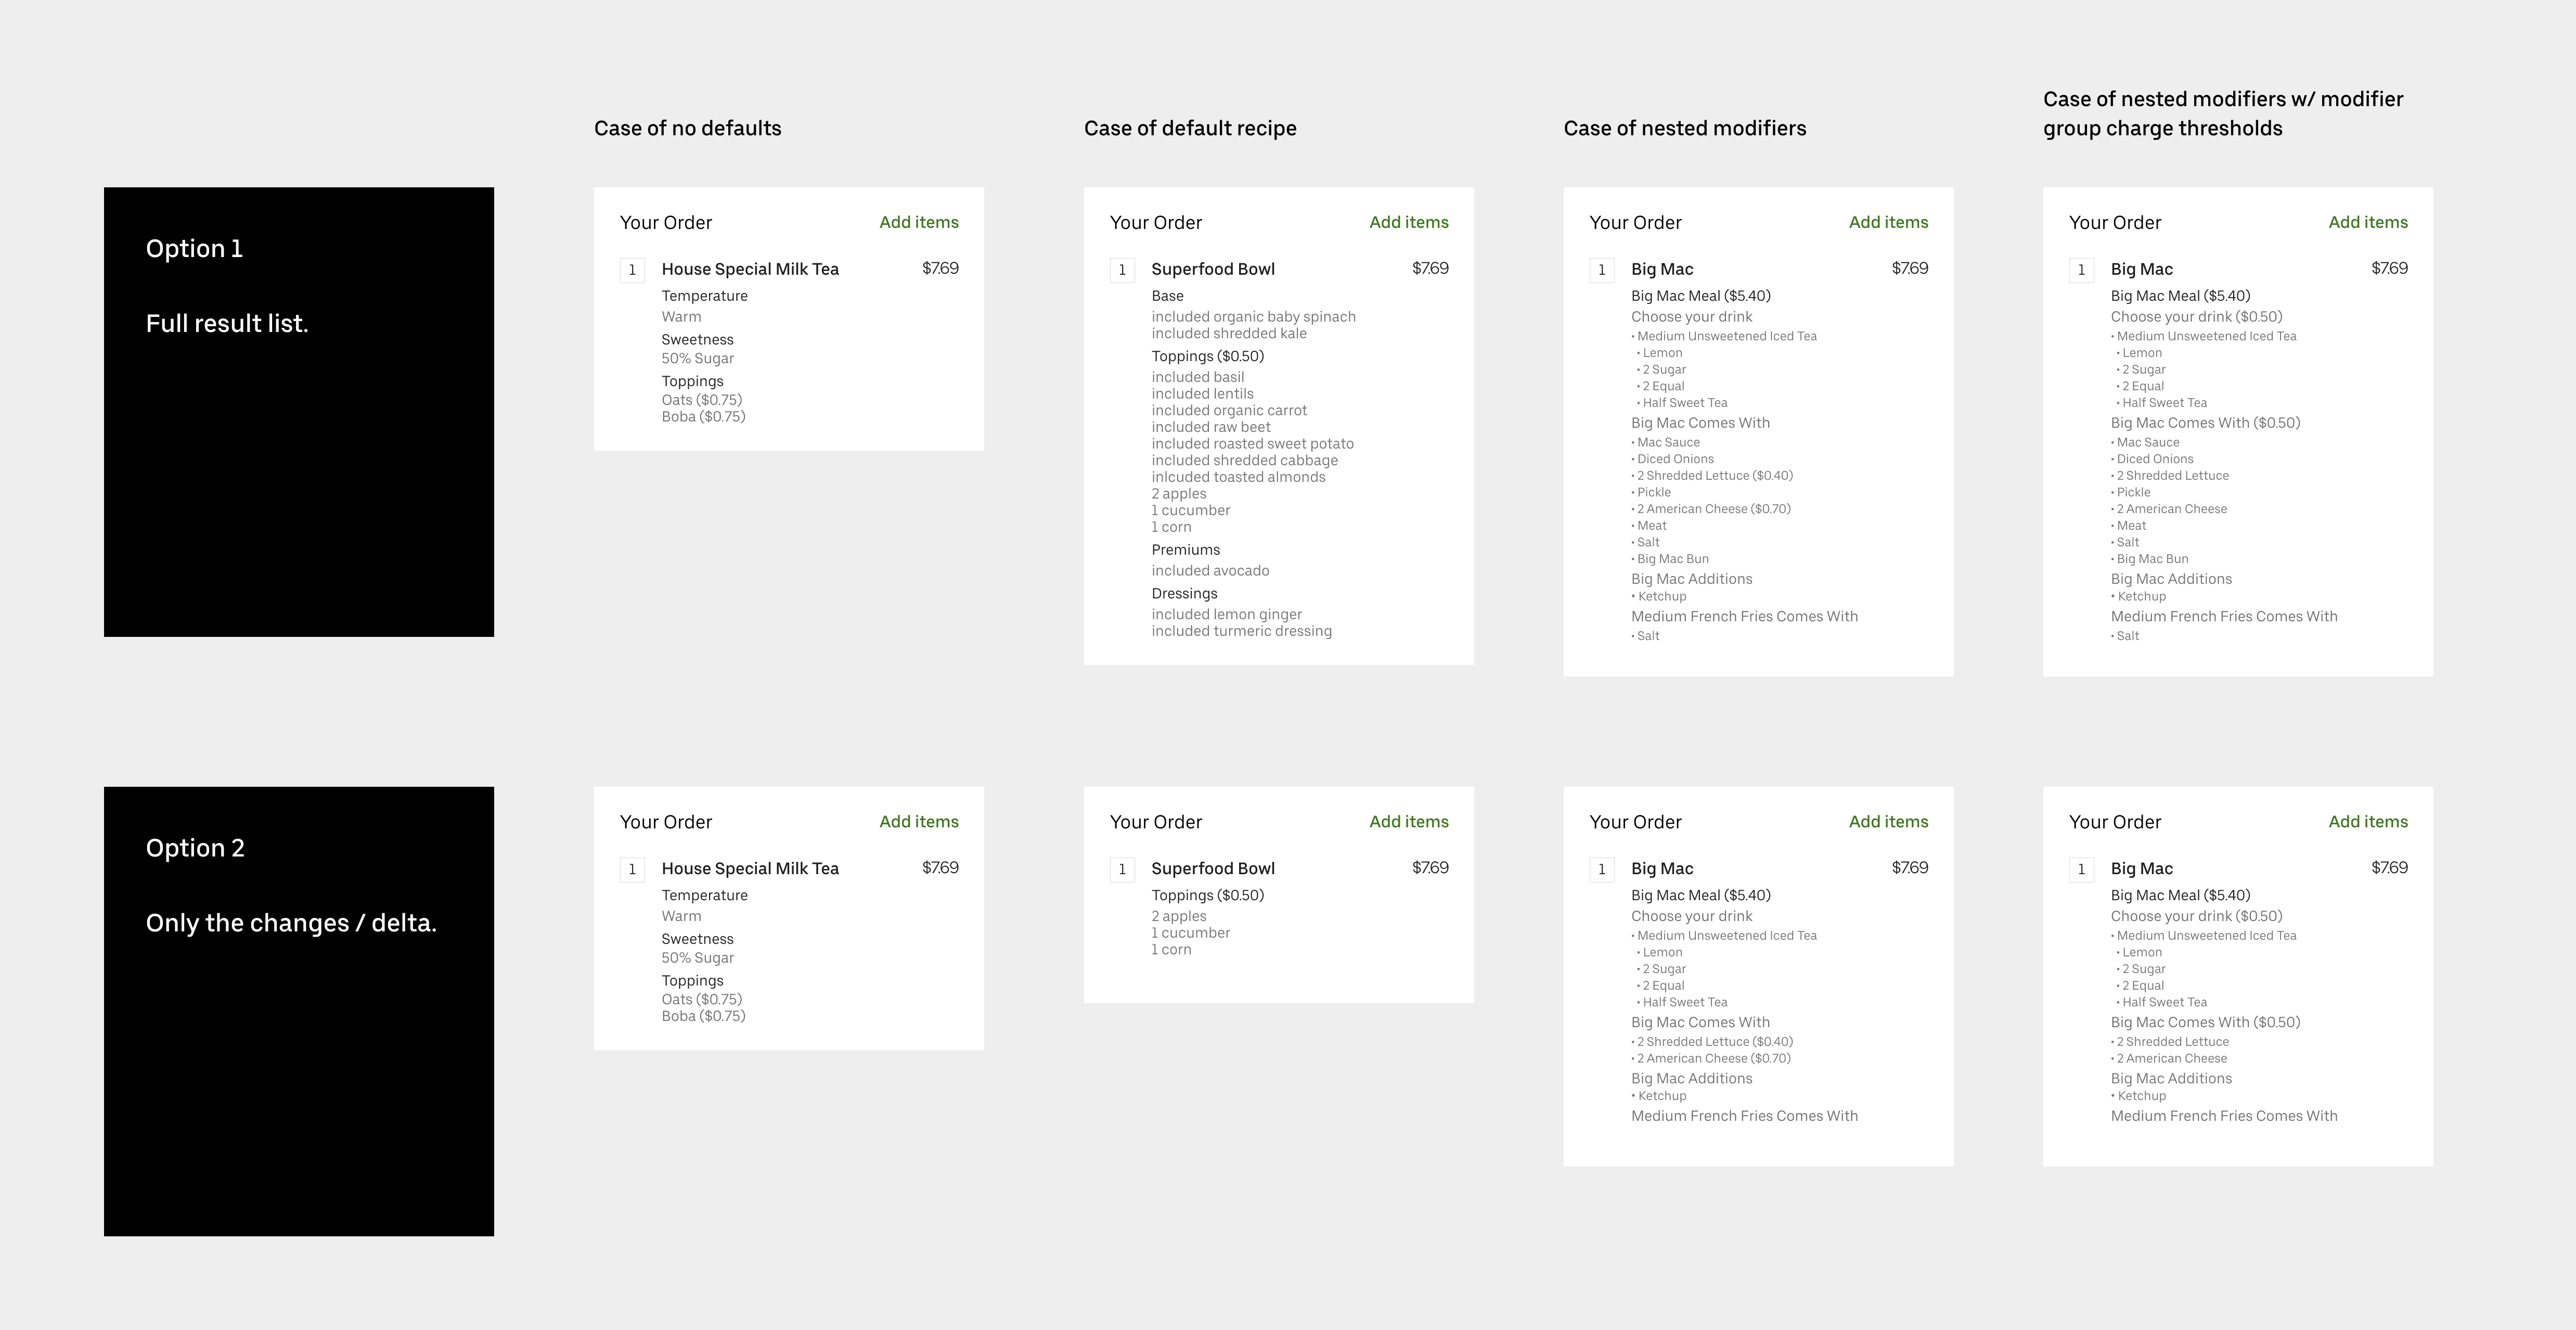 Case of no defaults
Case of default recipe
Case of nested modifiers
Case of nested modifiers w/ modifier
group charge thresholds
Option 1
Full result list.
Your Order Add items
1 House Special Milk Tea $7.69
Temperature
Warm
Sweetness
50% Sugar
Toppings
Oats ($0.75)
Boba ($0.75)
Your Order Add items
1 Superfood Bowl $7.69
Base
included organic baby spinach
included shredded kale
Toppings ($0.50)
included basil
included lentils
included organic carrot
included raw beet
included roasted sweet potato
included shredded cabbage
inlcuded toasted almonds
2 apples
1 cucumber
1 corn
Premiums
included avocado
Dressings
included lemon ginger
included turmeric dressing
Your Order Add items
1 Big Mac $7.69
Big Mac Meal ($5.40)
Choose your drink
• Medium Unsweetened Iced Tea
• Lemon
• 2 Sugar
• 2 Equal
• Half Sweet Tea
Big Mac Comes With
• Mac Sauce
• Diced Onions
• 2 Shredded Lettuce ($0.40)
• Pickle
• 2 American Cheese ($0.70)
• Meat
• Salt
• Big Mac Bun
Big Mac Additions
• Ketchup
Medium French Fries Comes With
• Salt
Your Order Add items
1 Big Mac $7.69
Big Mac Meal ($5.40)
Choose your drink ($0.50)
• Medium Unsweetened Iced Tea
• Lemon
• 2 Sugar
• 2 Equal
• Half Sweet Tea
Big Mac Comes With ($0.50)
• Mac Sauce
• Diced Onions
• 2 Shredded Lettuce
• Pickle
• 2 American Cheese
• Meat
• Salt
• Big Mac Bun
Big Mac Additions
• Ketchup
Medium French Fries Comes With
• Salt
Option 2
Only the changes / delta.
Your Order Add items
1 House Special Milk Tea $7.69
Temperature
Warm
Sweetness
50% Sugar
Toppings
Oats ($0.75)
Boba ($0.75)
Your Order Add items
1 Superfood Bowl $7.69
Toppings ($0.50)
2 apples
1 cucumber
1 corn
Your Order Add items
1 Big Mac $7.69
Big Mac Meal ($5.40)
Choose your drink
• Medium Unsweetened Iced Tea
• Lemon
• 2 Sugar
• 2 Equal
• Half Sweet Tea
Big Mac Comes With
• 2 Shredded Lettuce ($0.40)
• 2 American Cheese ($0.70)
Big Mac Additions
• Ketchup
Medium French Fries Comes With
Your Order Add items
1 Big Mac $7.69
Big Mac Meal ($5.40)
Choose your drink ($0.50)
• Medium Unsweetened Iced Tea
• Lemon
• 2 Sugar
• 2 Equal
• Half Sweet Tea
Big Mac Comes With ($0.50)
• 2 Shredded Lettuce
• 2 American Cheese
Big Mac Additions
• Ketchup
Medium French Fries Comes With